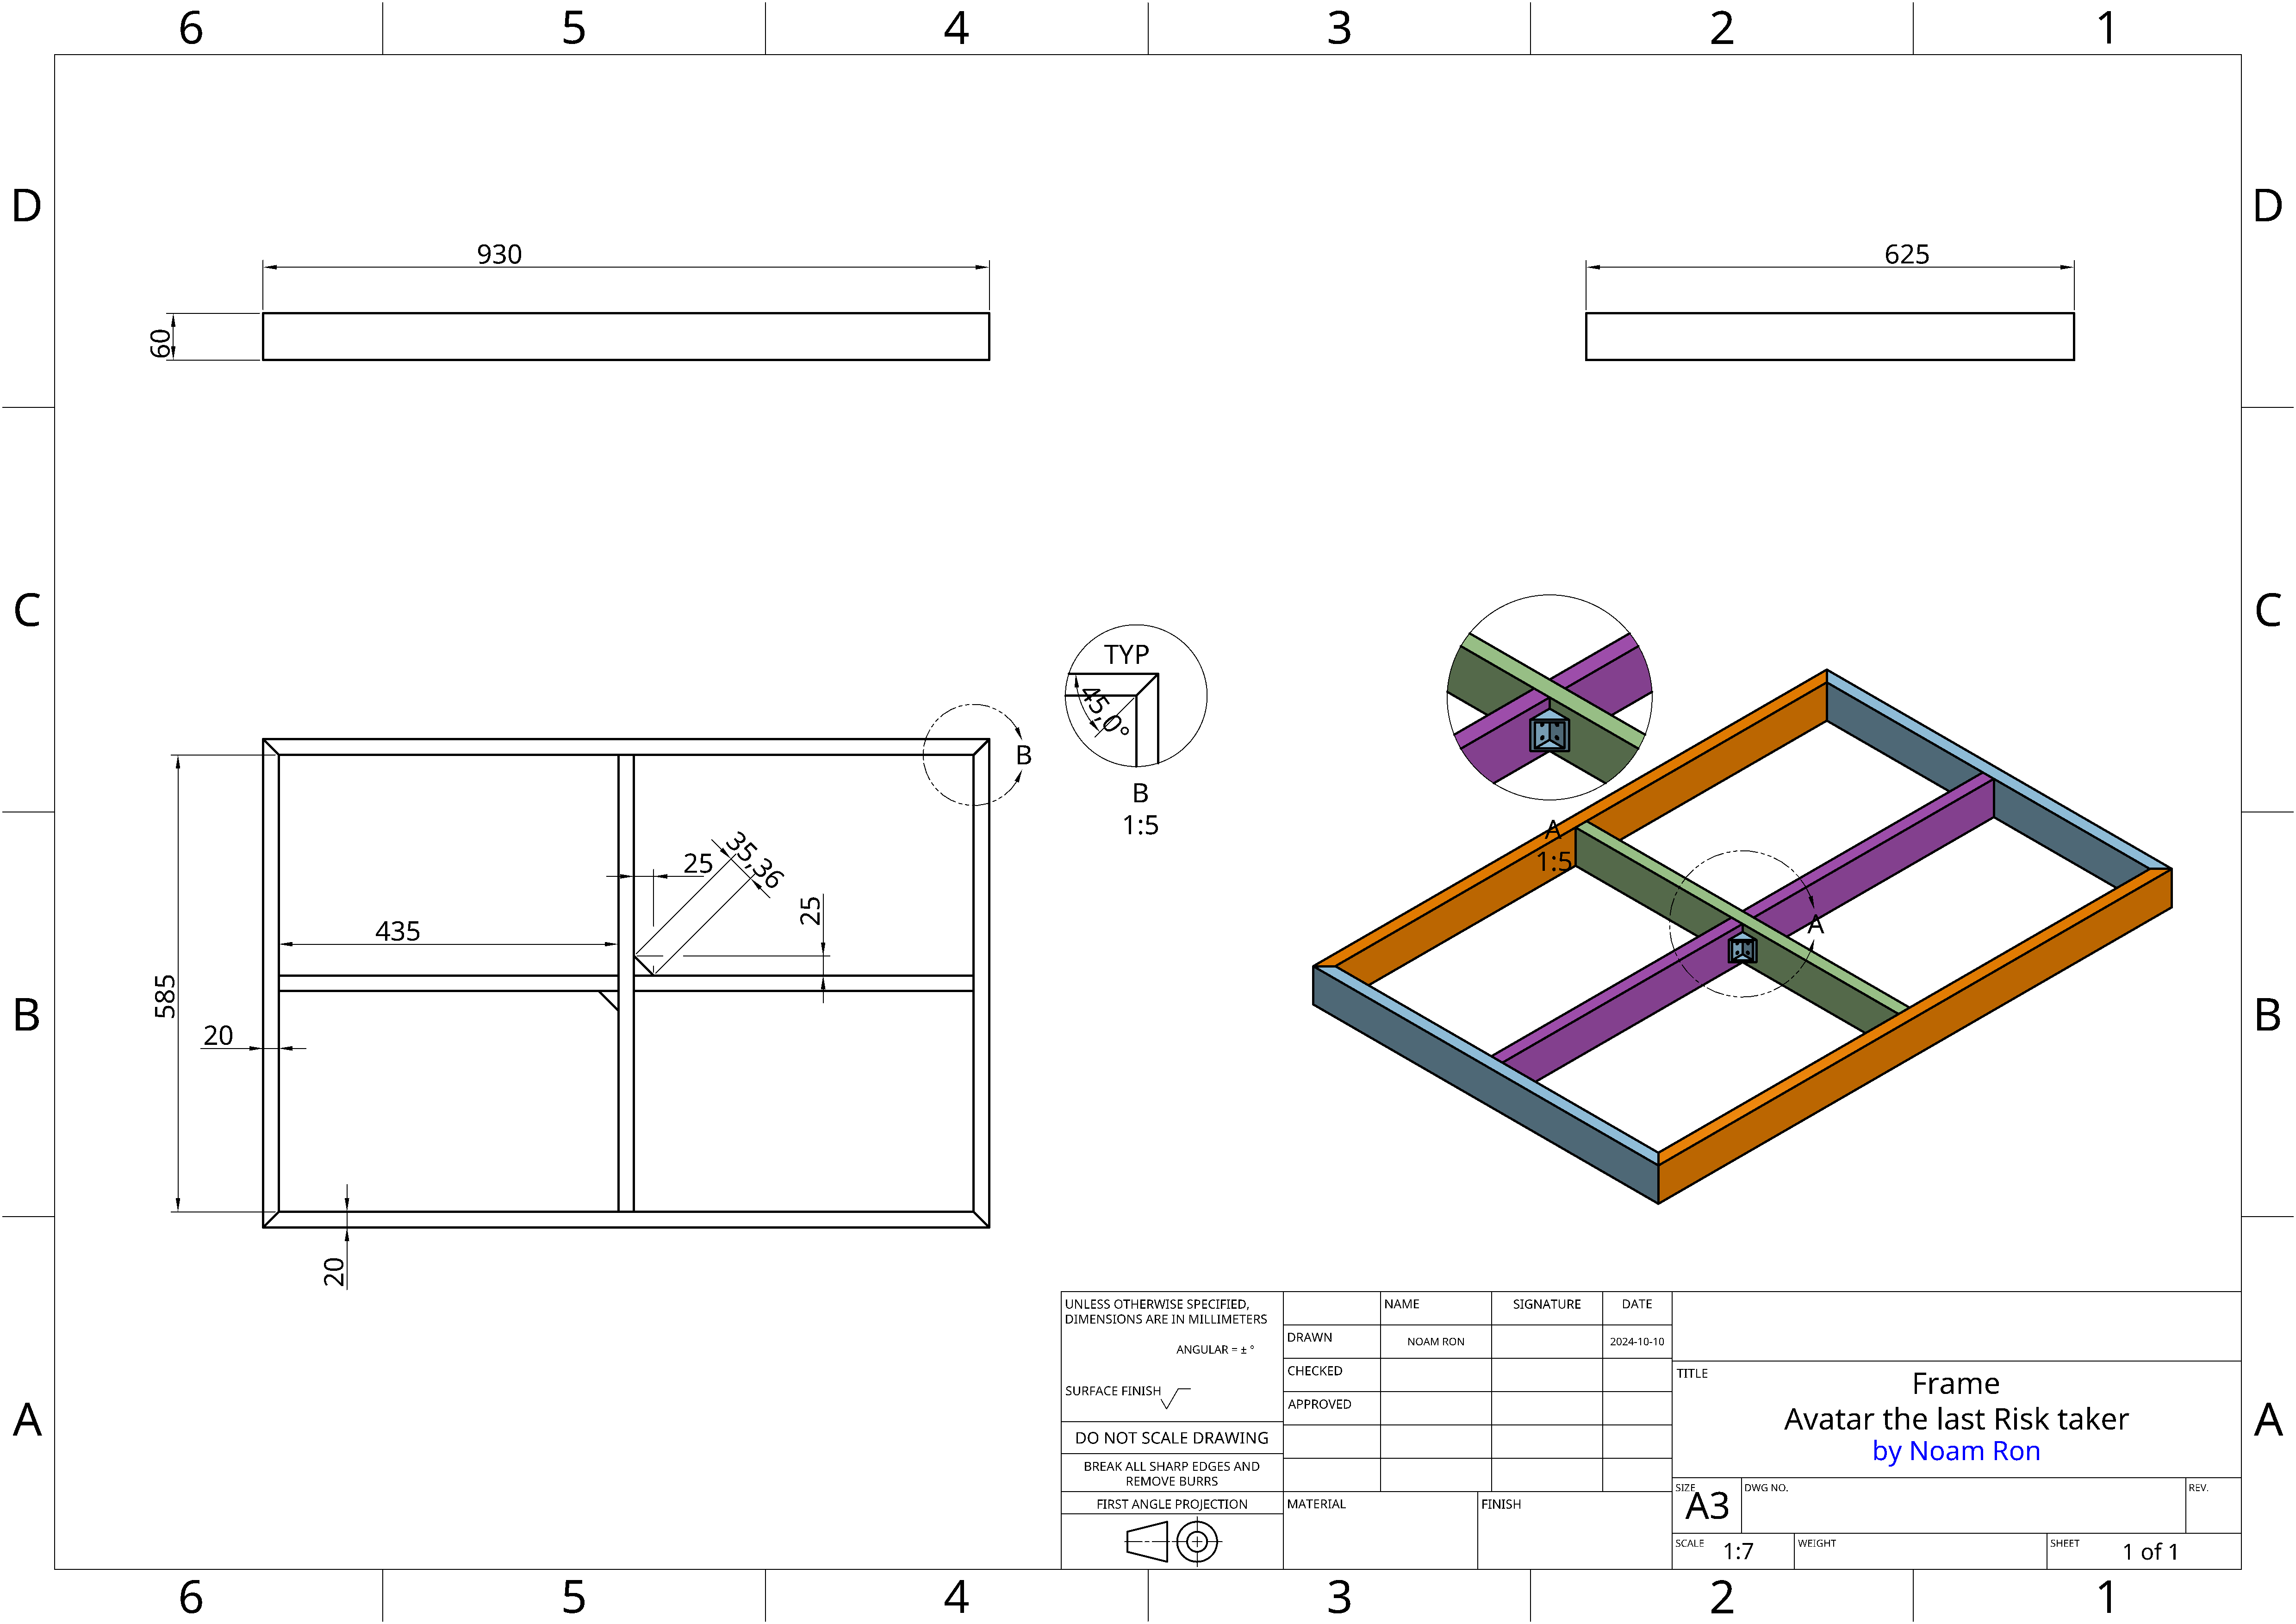 6 5 4 3 2 1
D D
930
60
625
C C
TYP
45,0°
B
1:5
B
A
1:5
A
35,36
25
25
435
585
20
20
B B
A A
UNLESS OTHERWISE SPECIFIED,
DIMENSIONS ARE IN MILLIMETERS
ANGULAR = ± °
SURFACE FINISH
DO NOT SCALE DRAWING
BREAK ALL SHARP EDGES AND
REMOVE BURRS
FIRST ANGLE PROJECTION
NAME SIGNATURE DATE
DRAWN NOAM RON 2024-10-10
CHECKED
APPROVED
MATERIAL FINISH
TITLE
Frame
Avatar the last Risk taker
by Noam Ron
SIZE A3 DWG NO. REV.
SCALE 1:7 WEIGHT SHEET 1 of 1
6 5 4 3 2 1